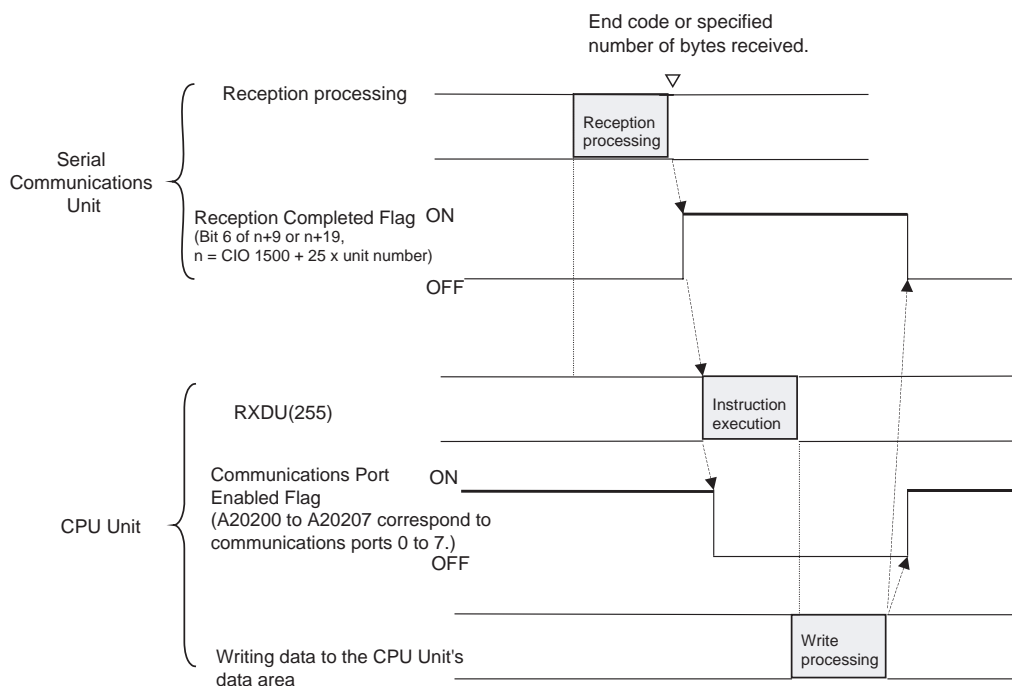 End code or specified
number of bytes received.
Reception processing
Reception
processing
Serial
Communications
Unit
Reception Completed Flag
(Bit 6 of n+9 or n+19,
n = CIO 1500 + 25 x unit number)
ON
OFF
RXDU(255)
Instruction
execution
Communications Port
Enabled Flag
(A20200 to A20207 correspond to
communications ports 0 to 7.)
ON
OFF
CPU Unit
Write
processing
Writing data to the CPU Unit's
data area